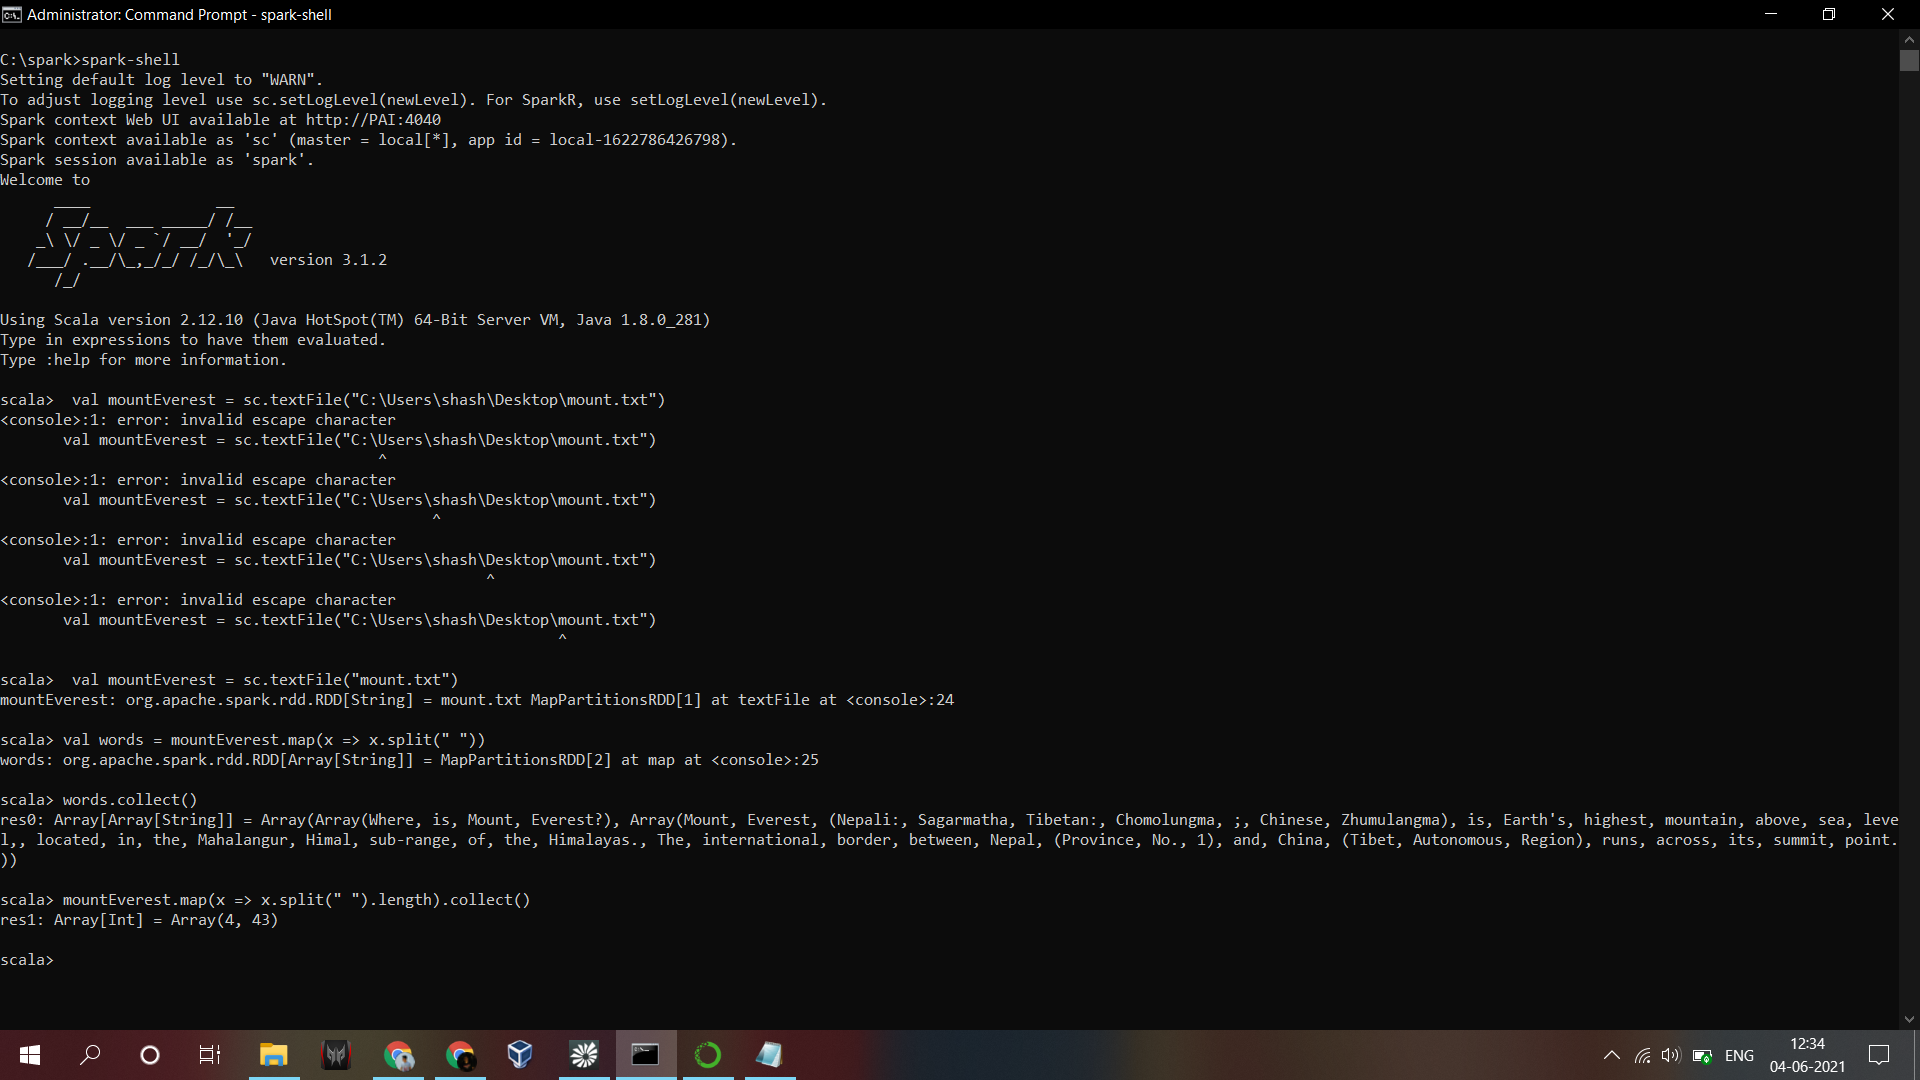 Administrator: Command Prompt - spark-shell
C:\spark>spark-shell
Setting default log level to "WARN".
To adjust logging level use sc.setLogLevel(newLevel). For SparkR, use setLogLevel(newLevel).
Spark context Web UI available at http://PAI:4040
Spark context available as 'sc' (master = local[*], app id = local-1622786426798).
Spark session available as 'spark'.
Welcome to
      ____              __
     / __/__  ___ _____/ /__
    _\ \/ _ \/ _ `/ __/  '_/
   /___/ .__/\_,_/_/ /_/\_\   version 3.1.2
      /_/
Using Scala version 2.12.10 (Java HotSpot(TM) 64-Bit Server VM, Java 1.8.0_281)
Type in expressions to have them evaluated.
Type :help for more information.
scala>  val mountEverest = sc.textFile("C:\Users\shash\Desktop\mount.txt")
<console>:1: error: invalid escape character
       val mountEverest = sc.textFile("C:\Users\shash\Desktop\mount.txt")
                                          ^
<console>:1: error: invalid escape character
       val mountEverest = sc.textFile("C:\Users\shash\Desktop\mount.txt")
                                                ^
<console>:1: error: invalid escape character
       val mountEverest = sc.textFile("C:\Users\shash\Desktop\mount.txt")
                                                      ^
<console>:1: error: invalid escape character
       val mountEverest = sc.textFile("C:\Users\shash\Desktop\mount.txt")
                                                              ^
scala>  val mountEverest = sc.textFile("mount.txt")
mountEverest: org.apache.spark.rdd.RDD[String] = mount.txt MapPartitionsRDD[1] at textFile at <console>:24
scala> val words = mountEverest.map(x => x.split(" "))
words: org.apache.spark.rdd.RDD[Array[String]] = MapPartitionsRDD[2] at map at <console>:25
scala> words.collect()
res0: Array[Array[String]] = Array(Array(Where, is, Mount, Everest?), Array(Mount, Everest, (Nepali:, Sagarmatha, Tibetan:, Chomolungma, ;, Chinese, Zhumulangma), is, Earth's, highest, mountain, above, sea, leve
l,, located, in, the, Mahalangur, Himal, sub-range, of, the, Himalayas., The, international, border, between, Nepal, (Province, No., 1), and, China, (Tibet, Autonomous, Region), runs, across, its, summit, point.
))
scala> mountEverest.map(x => x.split(" ").length).collect()
res1: Array[Int] = Array(4, 43)
scala>
ENG
12:34
04-06-2021